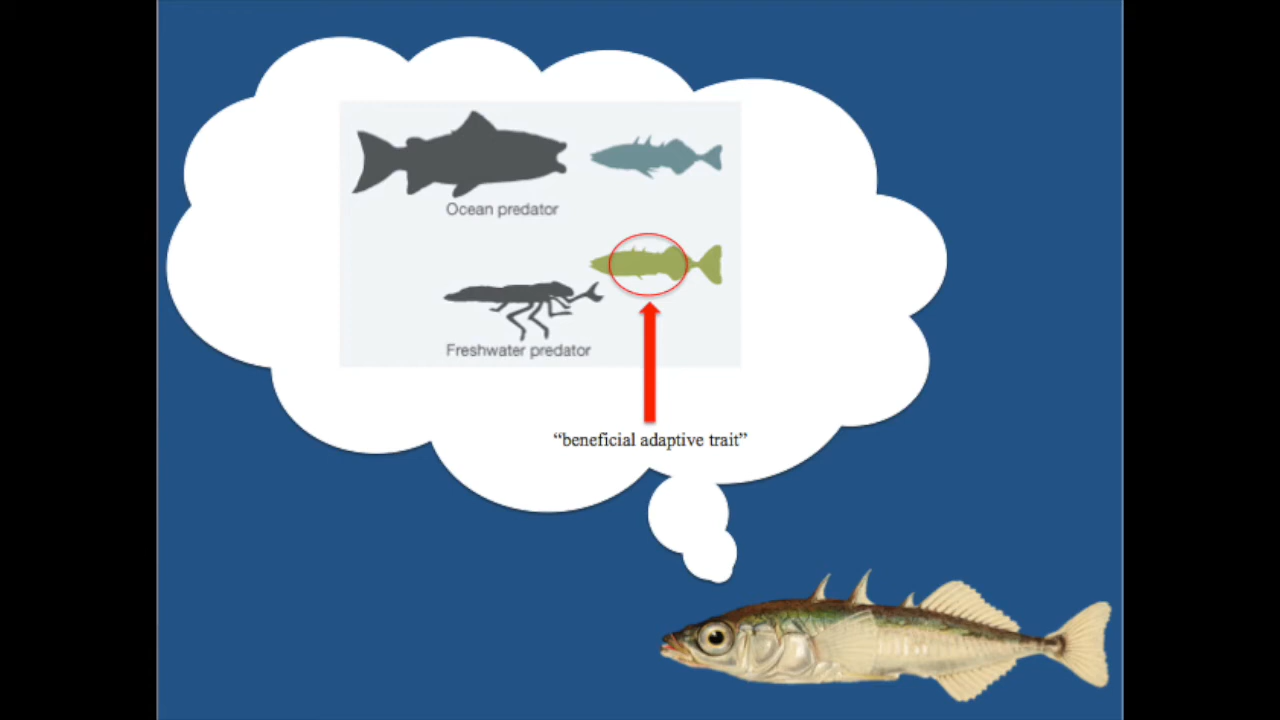 Ocean predator
Freshwater predator
“beneficial adaptive trait”